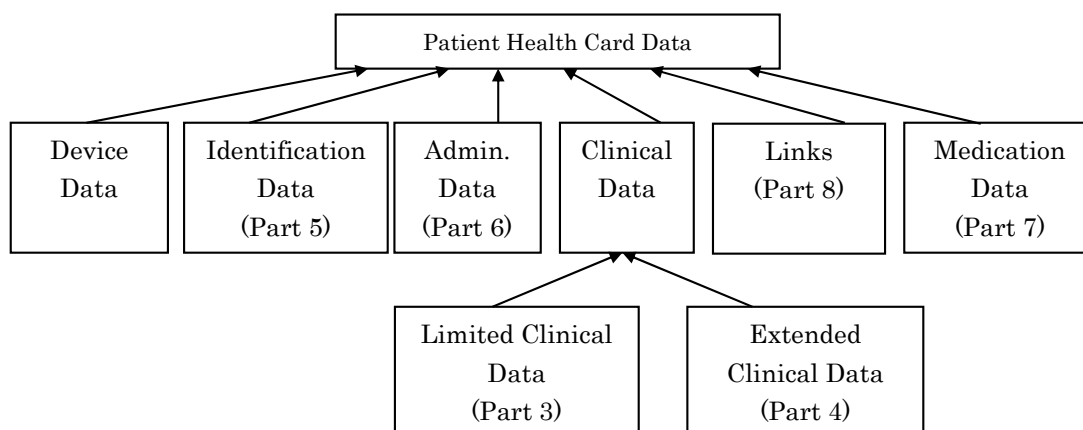 Patient Health Card Data
Device
Data
Identification
Data
(Part 5)
Admin.
Data
(Part 6)
Clinical
Data
Links
(Part 8)
Medication
Data
(Part 7)
Limited Clinical
Data
(Part 3)
Extended
Clinical Data
(Part 4)